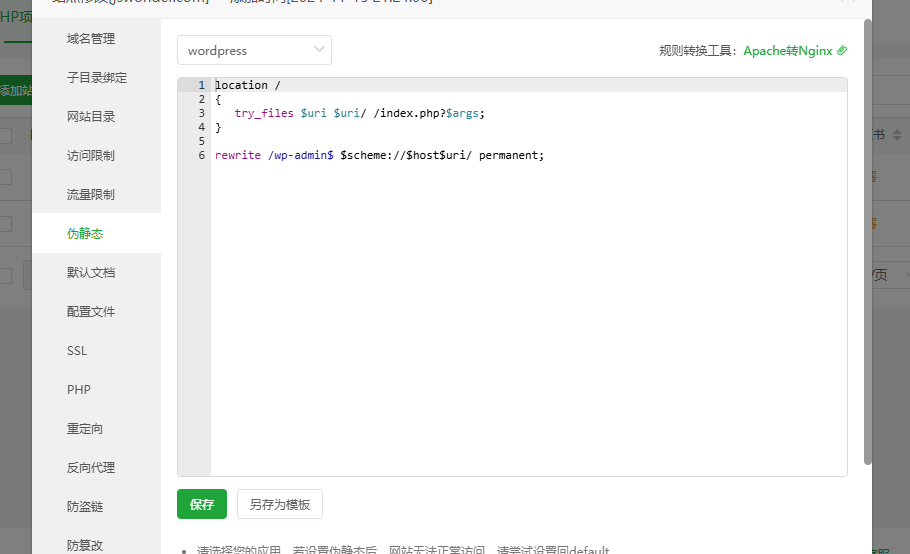 HP项
添加站
域名管理
子目录绑定
网站目录
访问限制
流量限制
伪静态
默认文档
配置文件
SSL
PHP
重定向
反向代理
防盗链
防篡改
wordpress
规则转换工具：Apache转Nginx
1 location /
2 {
3 try_files $uri $uri/ /index.php?$args;
4 }
5
6 rewrite /wp-admin$ $scheme://$host$uri/ permanent;
保存
另存为模板
请选择您的应用，若设置伪静态后，网站无法正常访问，请尝试设置回default
书
/页
客服